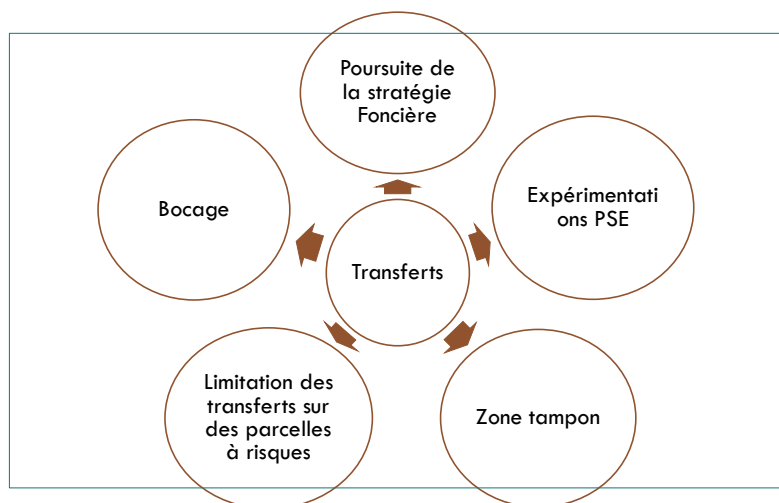 Poursuite de
la stratégie
Foncière
Bocage
Expérimentati
ons PSE
Transferts
Limitation des
transferts sur
des parcelles
à risques
Zone tampon